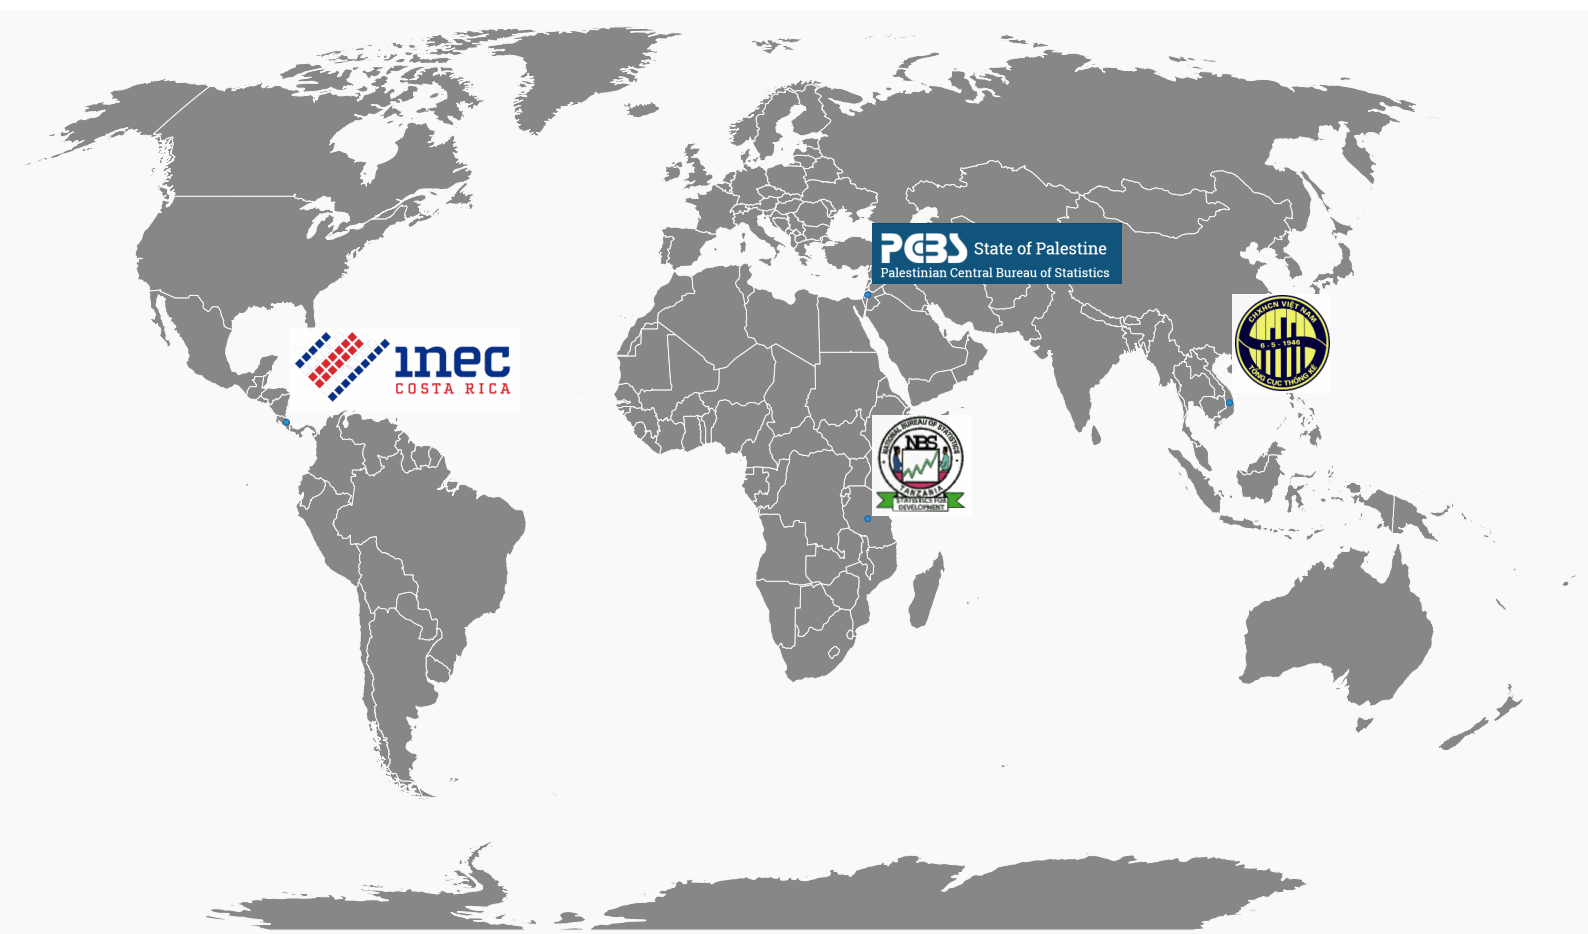 PCBS State of Palestine
Palestinian Central Bureau of Statistics
CHXHCN VIỆT NAM
6 - 5 - 1946
TỔNG CỤC THỐNG KÊ
inec
COSTA RICA
NATIONAL BUREAU OF STATISTICS
NBS
TANZANIA
STATISTICS FOR
DEVELOPMENT